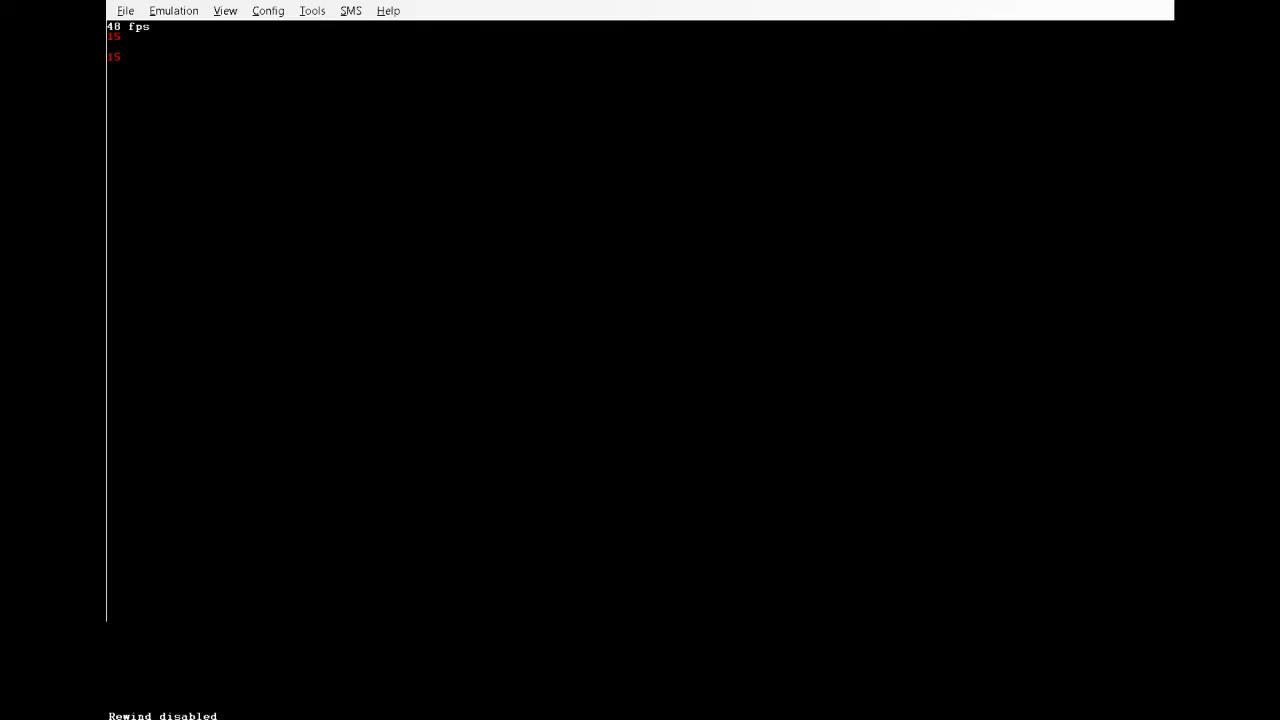 File Emulation View Config Tools SMS Help
48 fps
15
15
Rewind disabled